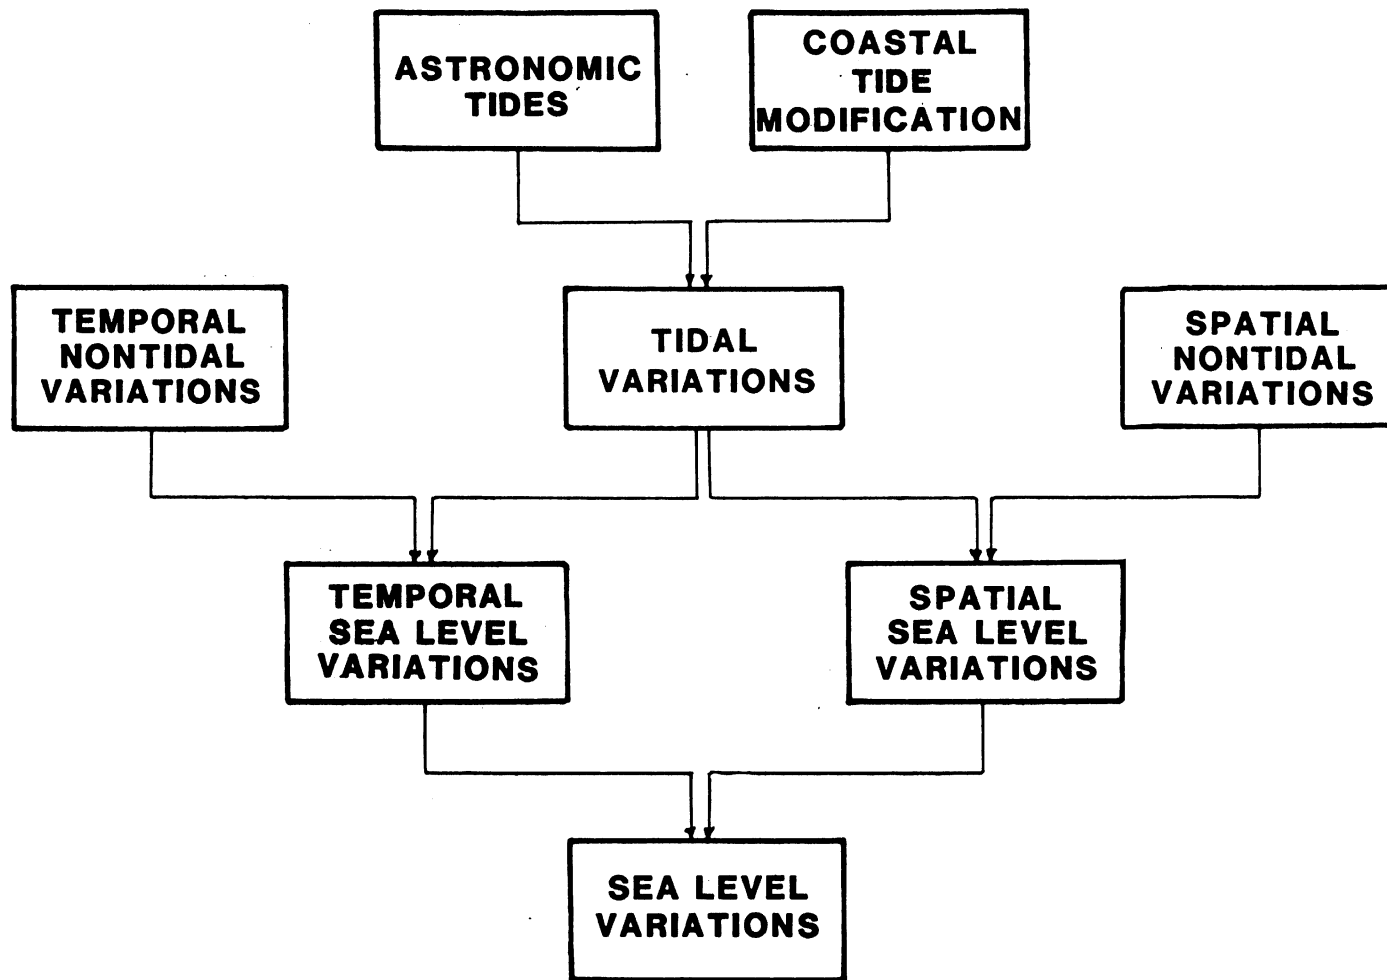 ASTRONOMIC
TIDES
COASTAL
TIDE
MODIFICATION
TEMPORAL
NONTIDAL
VARIATIONS
TIDAL
VARIATIONS
SPATIAL
NONTIDAL
VARIATIONS
TEMPORAL
SEA LEVEL
VARIATIONS
SPATIAL
SEA LEVEL
VARIATIONS
SEA LEVEL
VARIATIONS